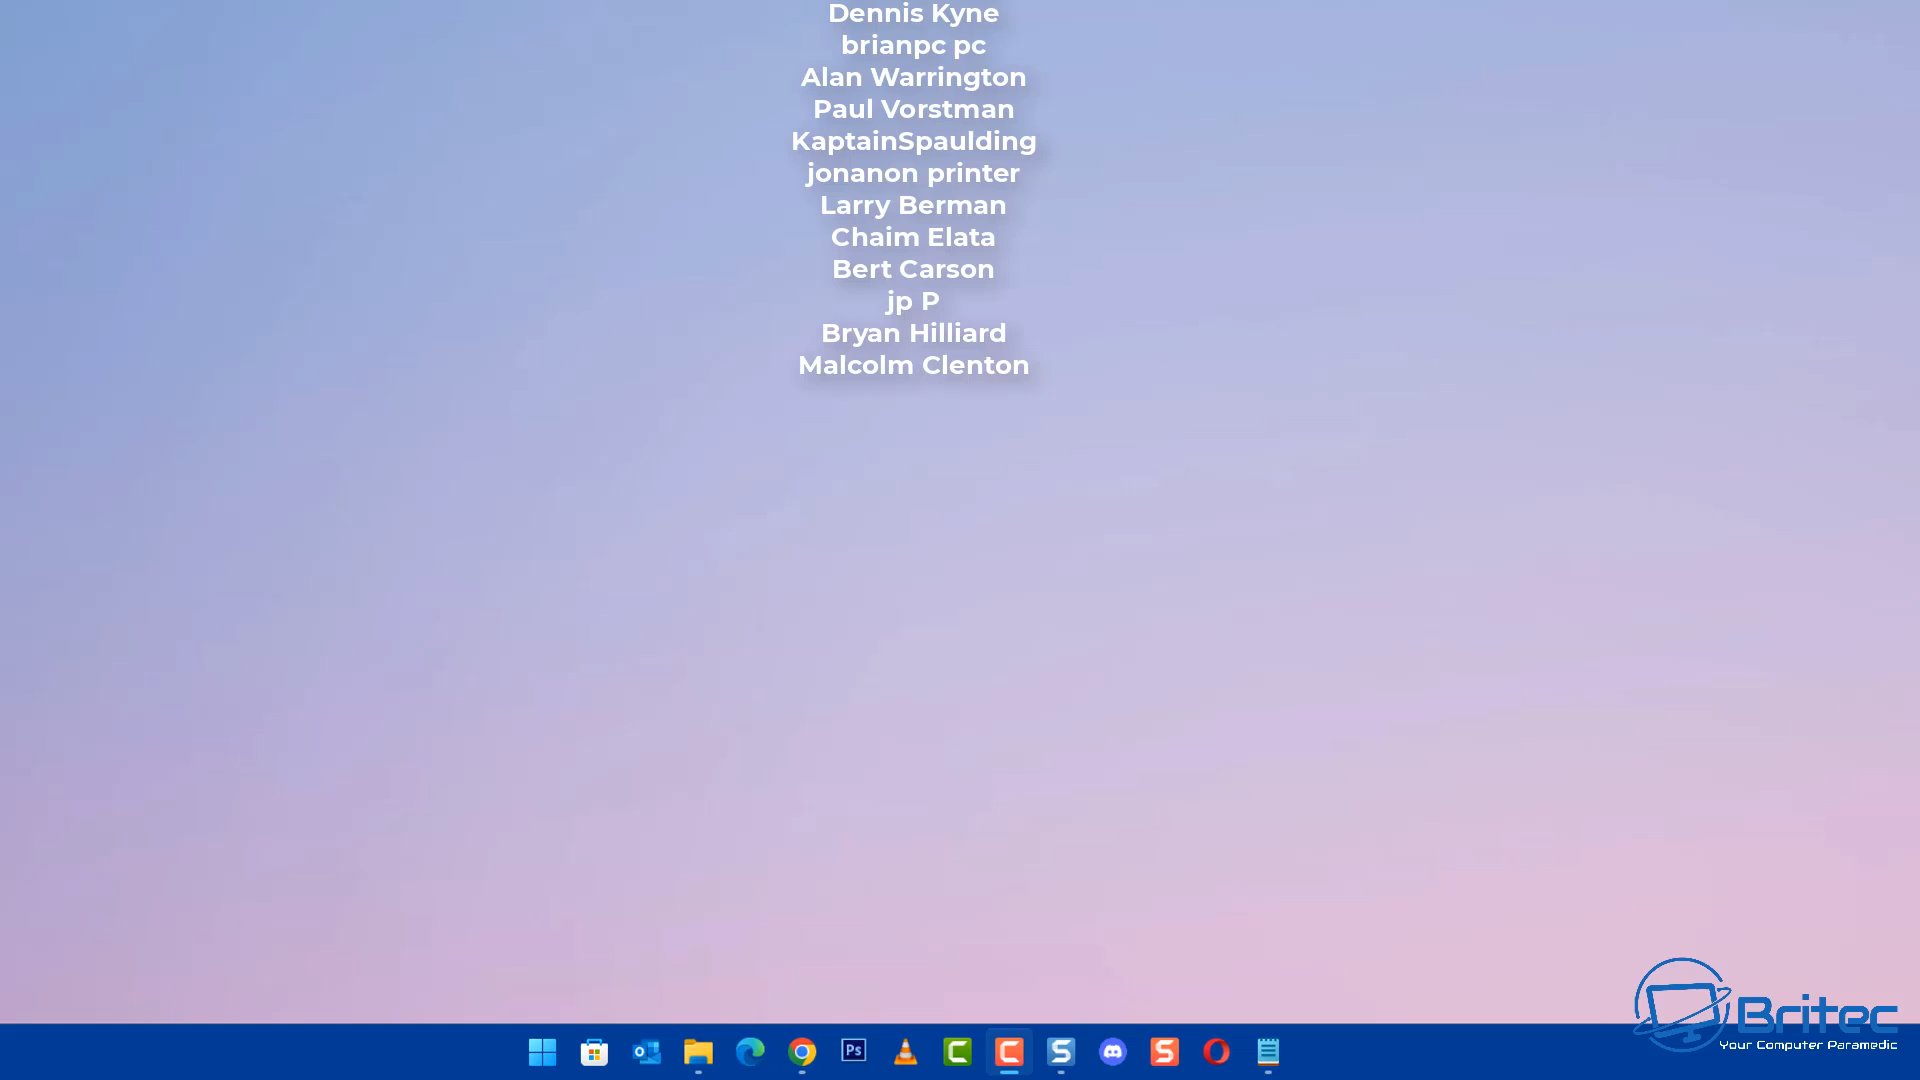 Dennis Kyne
brianpc pc
Alan Warrington
Paul Vorstman
KaptainSpaulding
jonanon printer
Larry Berman
Chaim Elata
Bert Carson
jp P
Bryan Hilliard
Malcolm Clenton
Britec
Your Computer Paramedic
Ps